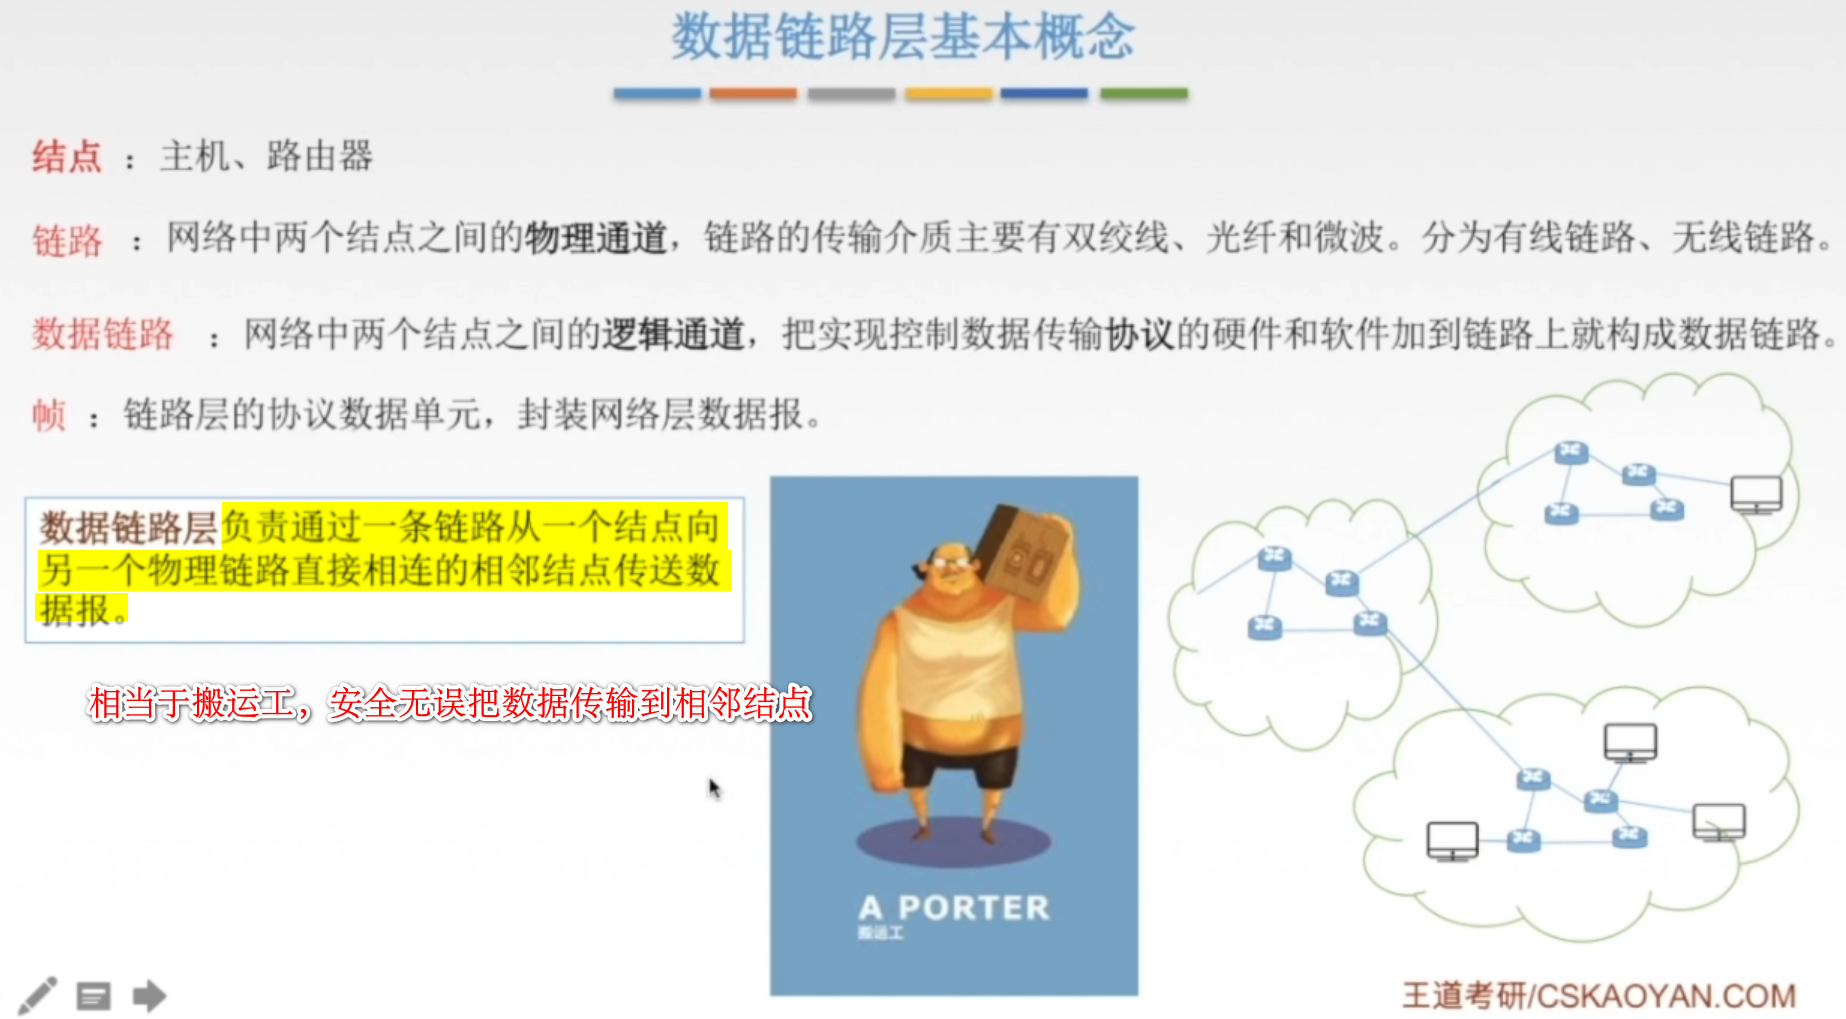 数据链路层基本概念
结点 ：主机、路由器
链路 ：网络中两个结点之间的物理通道，链路的传输介质主要有双绞线、光纤和微波。分为有线链路、无线链路。
数据链路 ：网络中两个结点之间的逻辑通道，把实现控制数据传输协议的硬件和软件加到链路上就构成数据链路。
帧 ：链路层的协议数据单元，封装网络层数据报。
数据链路层负责通过一条链路从一个结点向
另一个物理链路直接相连的相邻结点传送数
据报。
相当于搬运工，安全无误把数据传输到相邻结点
A PORTER
搬运工
王道考研/CSKAOYAN.COM